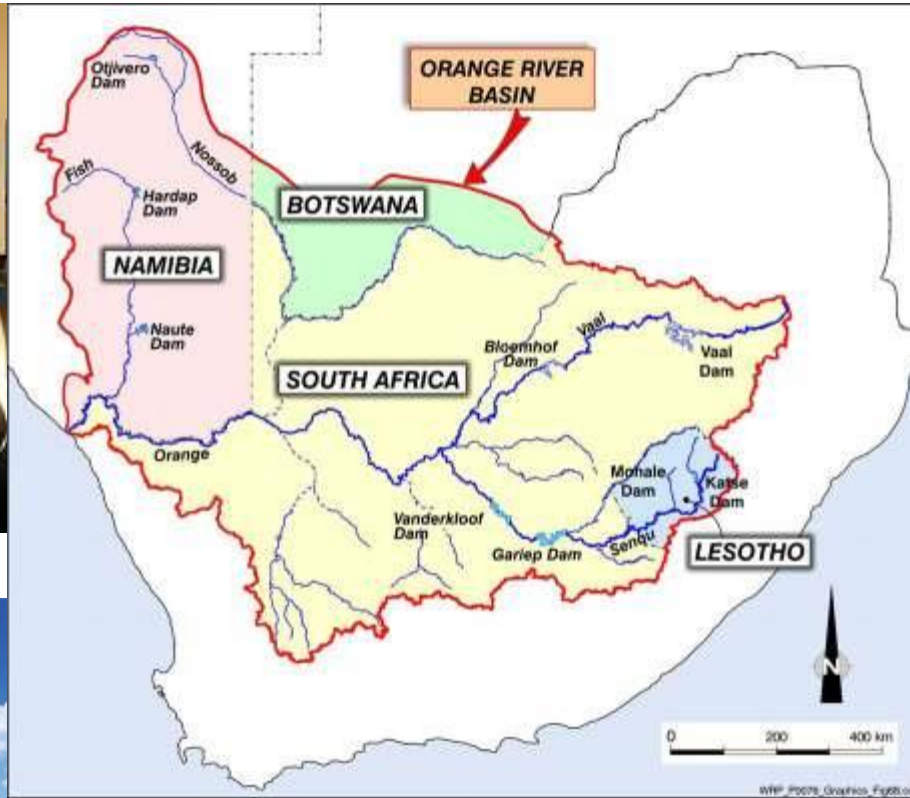 Otjivero
Dam
ORANGE RIVER
BASIN
Nossob
Fish
Hardap
Dam
BOTSWANA
NAMIBIA
Naute
Dam
Bloemhof
Dam
Vaal
Vaal
Dam
SOUTH AFRICA
Orange
Mohale
Dam
Katse
Dam
Vanderkloof
Dam
Gariep Dam
Senqu
LESOTHO
N
0 200 400 km